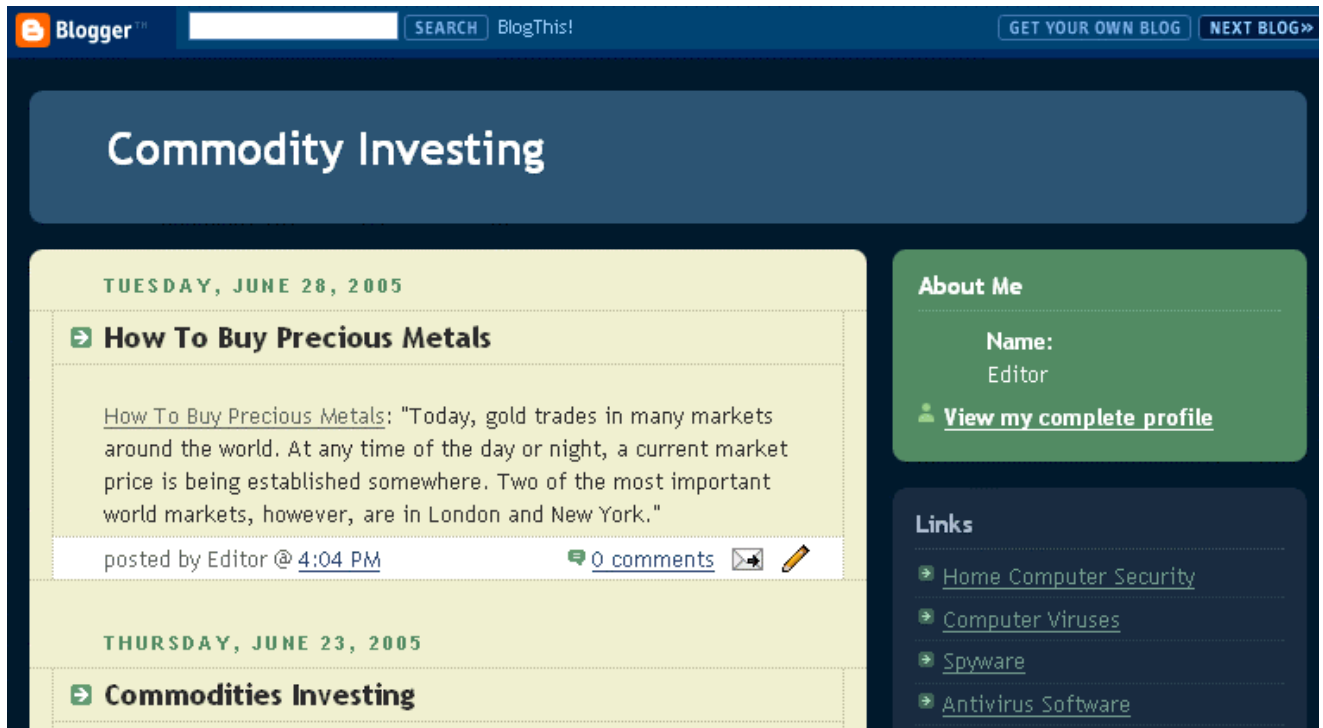 Blogger™ SEARCH BlogThis! GET YOUR OWN BLOG NEXT BLOG»
Commodity Investing
TUESDAY, JUNE 28, 2005
How To Buy Precious Metals
How To Buy Precious Metals: "Today, gold trades in many markets
around the world. At any time of the day or night, a current market
price is being established somewhere. Two of the most important
world markets, however, are in London and New York."
posted by Editor @ 4:04 PM 0 comments
THURSDAY, JUNE 23, 2005
Commodities Investing
About Me
Name:
Editor
View my complete profile
Links
Home Computer Security
Computer Viruses
Spyware
Antivirus Software